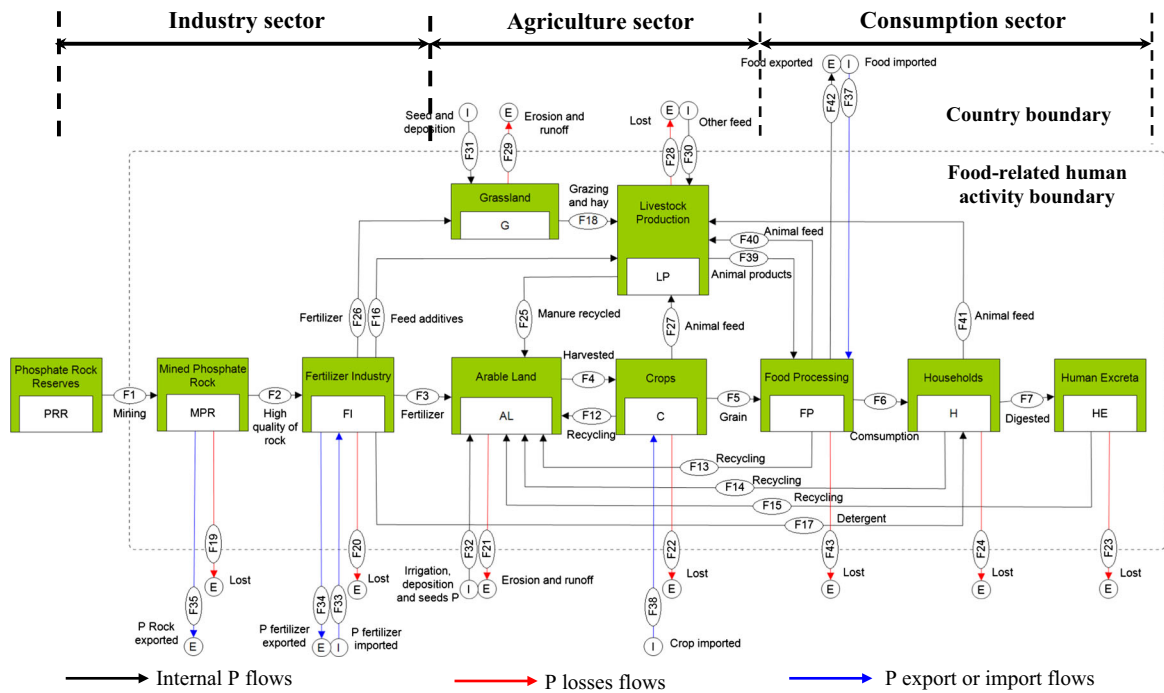 Industry sector
Agriculture sector
Consumption sector
Food exported
E
I
Food imported
F42
F37
Country boundary
Seed and
deposition
I
E
Erosion and
runoff
F31
F29
Lost
E
I
Other feed
F28
F30
Food-related human
activity boundary
Grassland
G
Grazing
and hay
F18
Livestock
Production
LP
F40
Animal feed
F39
Animal products
Fertilizer
F26
F16
Feed additives
F25
Manure recycled
F27
Animal feed
F41
Animal feed
Phosphate Rock
Reserves
PRR
F1
Mining
Mined Phosphate
Rock
MPR
F2
High
quality of
rock
Fertilizer Industry
FI
F3
Fertilizer
Arable Land
AL
Harvested
F4
F12
Recycling
Crops
C
F5
Grain
Food Processing
FP
F6
Comsumption
Households
H
F7
Digested
Human Excreta
HE
F13
Recycling
F14
Recycling
F15
Recycling
F17
Detergent
F35
P Rock
exported
E
F19
Lost
E
F34
P fertilizer
exported
E
F33
I
P fertilizer
imported
F20
Lost
E
F32
Irrigation,
deposition
and seeds P
I
F21
E
Erosion and runoff
F38
I
Crop imported
F22
Lost
E
F43
Lost
E
F24
Lost
E
F23
Lost
E
Internal P flows
P losses flows
P export or import flows